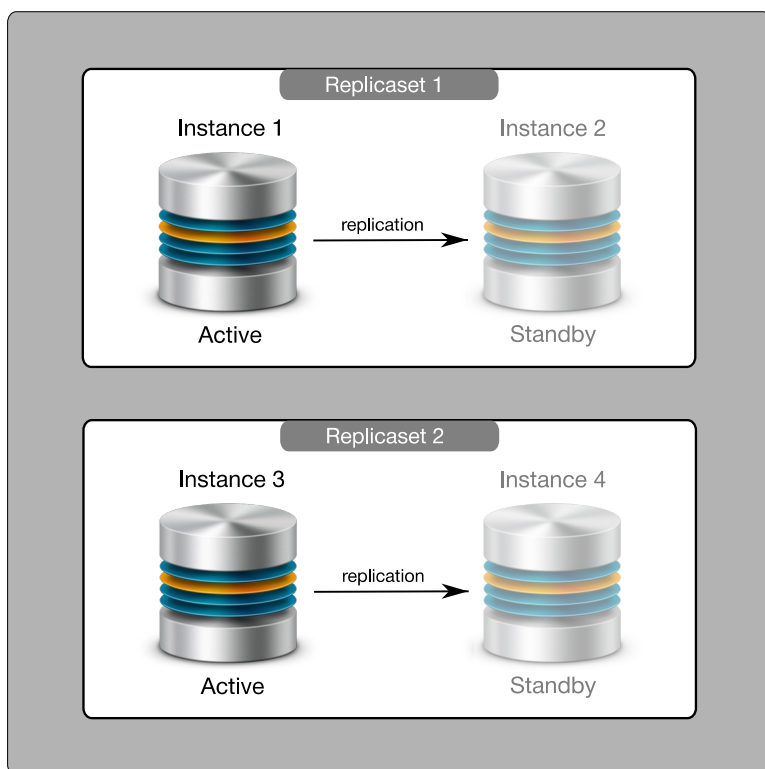 Replicaset 1
Instance 1
Instance 2
replication
Active
Standby
Replicaset 2
Instance 3
Instance 4
replication
Active
Standby